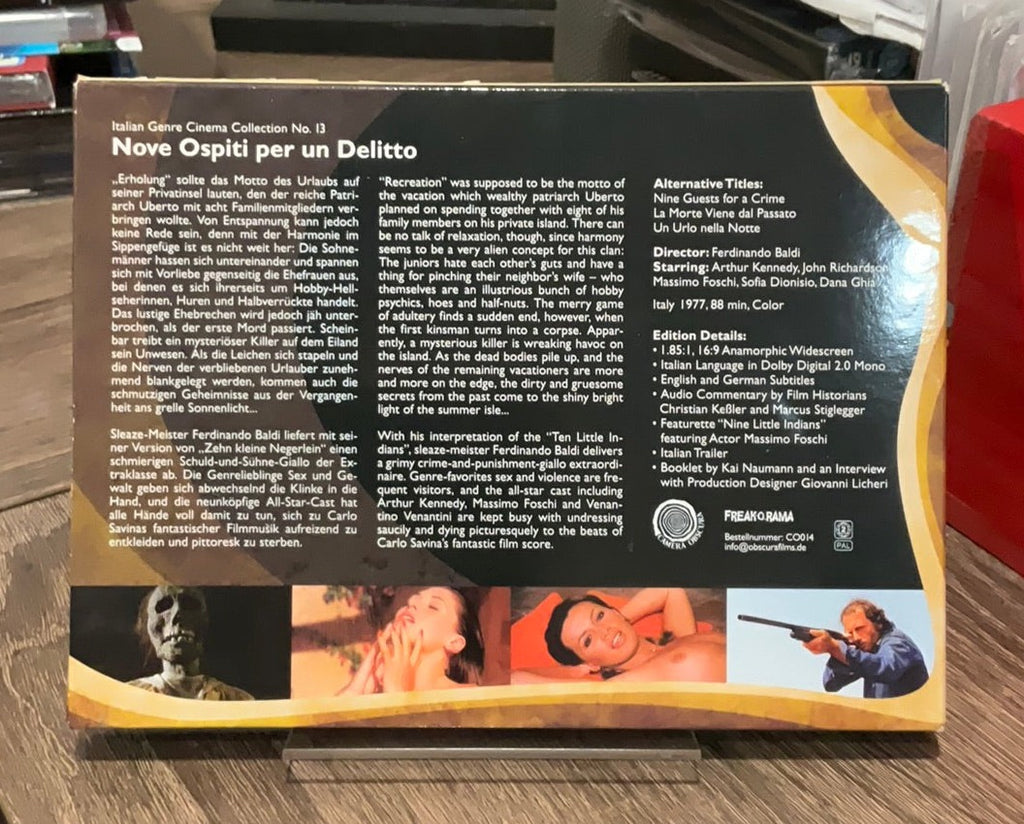 Italian Genre Cinema Collection No. 13
Nove Ospiti per un Delitto
„Erholung" sollte das Motto des Urlaubs auf
seiner Privatinsel lauten, den der reiche Patri-
arch Uberto mit acht Familienmitgliedern ver-
bringen wollte. Von Entspannung kann jedoch
keine Rede sein, denn mit der Harmonie im
Sippengefüge ist es nicht weit her: Die Sohne-
männer hassen sich untereinander und spannen
sich mit Vorliebe gegenseitig die Ehefrauen aus,
bei denen es sich ihrerseits um Hobby-Hell-
seherinnen, Huren und Halbverrückte handelt.
Das lustige Ehebrechen wird jedoch jäh unter-
brochen, als der erste Mord passiert. Schein-
bar treibt ein mysteriöser Killer auf dem Eiland
sein Unwesen. Als die Leichen sich stapeln und
die Nerven der verbliebenen Urlauber zuneh-
mend blankgelegt werden, kommen auch die
schmutzigen Geheimnisse aus der Vergangen-
heit ans grelle Sonnenlicht...
Sleaze-Meister Ferdinando Baldi liefert mit sei-
ner Version von „Zehn kleine Negerlein" einen
schmierigen Schuld-und-Sühne-Giallo der Ex-
traklasse ab. Die Genrelieblinge Sex und Ge-
walt geben sich abwechselnd die Klinke in die
Hand, und die neunköpfige All-Star-Cast hat
alle Hände voll damit zu tun, sich zu Carlo
Savinas fantastischer Filmmusik aufreizend zu
entkleiden und pittoresk zu sterben.
"Recreation" was supposed to be the motto of
the vacation which wealthy patriarch Uberto
planned on spending together with eight of his
family members on his private island. There can
be no talk of relaxation, though, since harmony
seems to be a very alien concept for this clan:
The juniors hate each other's guts and have a
thing for pinching their neighbor's wife – who
themselves are an illustrious bunch of hobby
psychics, hoes and half-nuts. The merry game
of adultery finds a sudden end, however, when
the first kinsman turns into a corpse. Appar-
ently, a mysterious killer is wreaking havoc on
the island. As the dead bodies pile up, and the
nerves of the remaining vacationers are more
and more on the edge, the dirty and gruesome
secrets from the past come to the shiny bright
light of the summer isle...
With his interpretation of the "Ten Little In-
dians", sleaze-meister Ferdinando Baldi delivers
a grimy crime-and-punishment-giallo extraordi-
naire. Genre-favorites sex and violence are fre-
quent visitors, and the all-star cast including
Arthur Kennedy, Massimo Foschi and Venan-
tino Venantini are kept busy with undressing
saucily and dying picturesquely to the beats of
Carlo Savina's fantastic film score.
Alternative Titles:
Nine Guests for a Crime
La Morte Viene dal Passato
Un Urlo nella Notte
Director: Ferdinando Baldi
Starring: Arthur Kennedy, John Richardson
Massimo Foschi, Sofia Dionisio, Dana Ghia
Italy 1977, 88 min, Color
Edition Details:
• 1.85:1, 16:9 Anamorphic Widescreen
• Italian Language in Dolby Digital 2.0 Mono
• English and German Subtitles
• Audio Commentary by Film Historians
Christian Keßler and Marcus Stiglegger
• Featurette "Nine Little Indians"
featuring Actor Massimo Foschi
• Italian Trailer
• Booklet by Kai Naumann and an Interview
with Production Designer Giovanni Licheri
CAMERA OBSCURA
FREAK-O-RAMA
Bestellnummer: CO014
info@obscurafilms.de
2
PAL